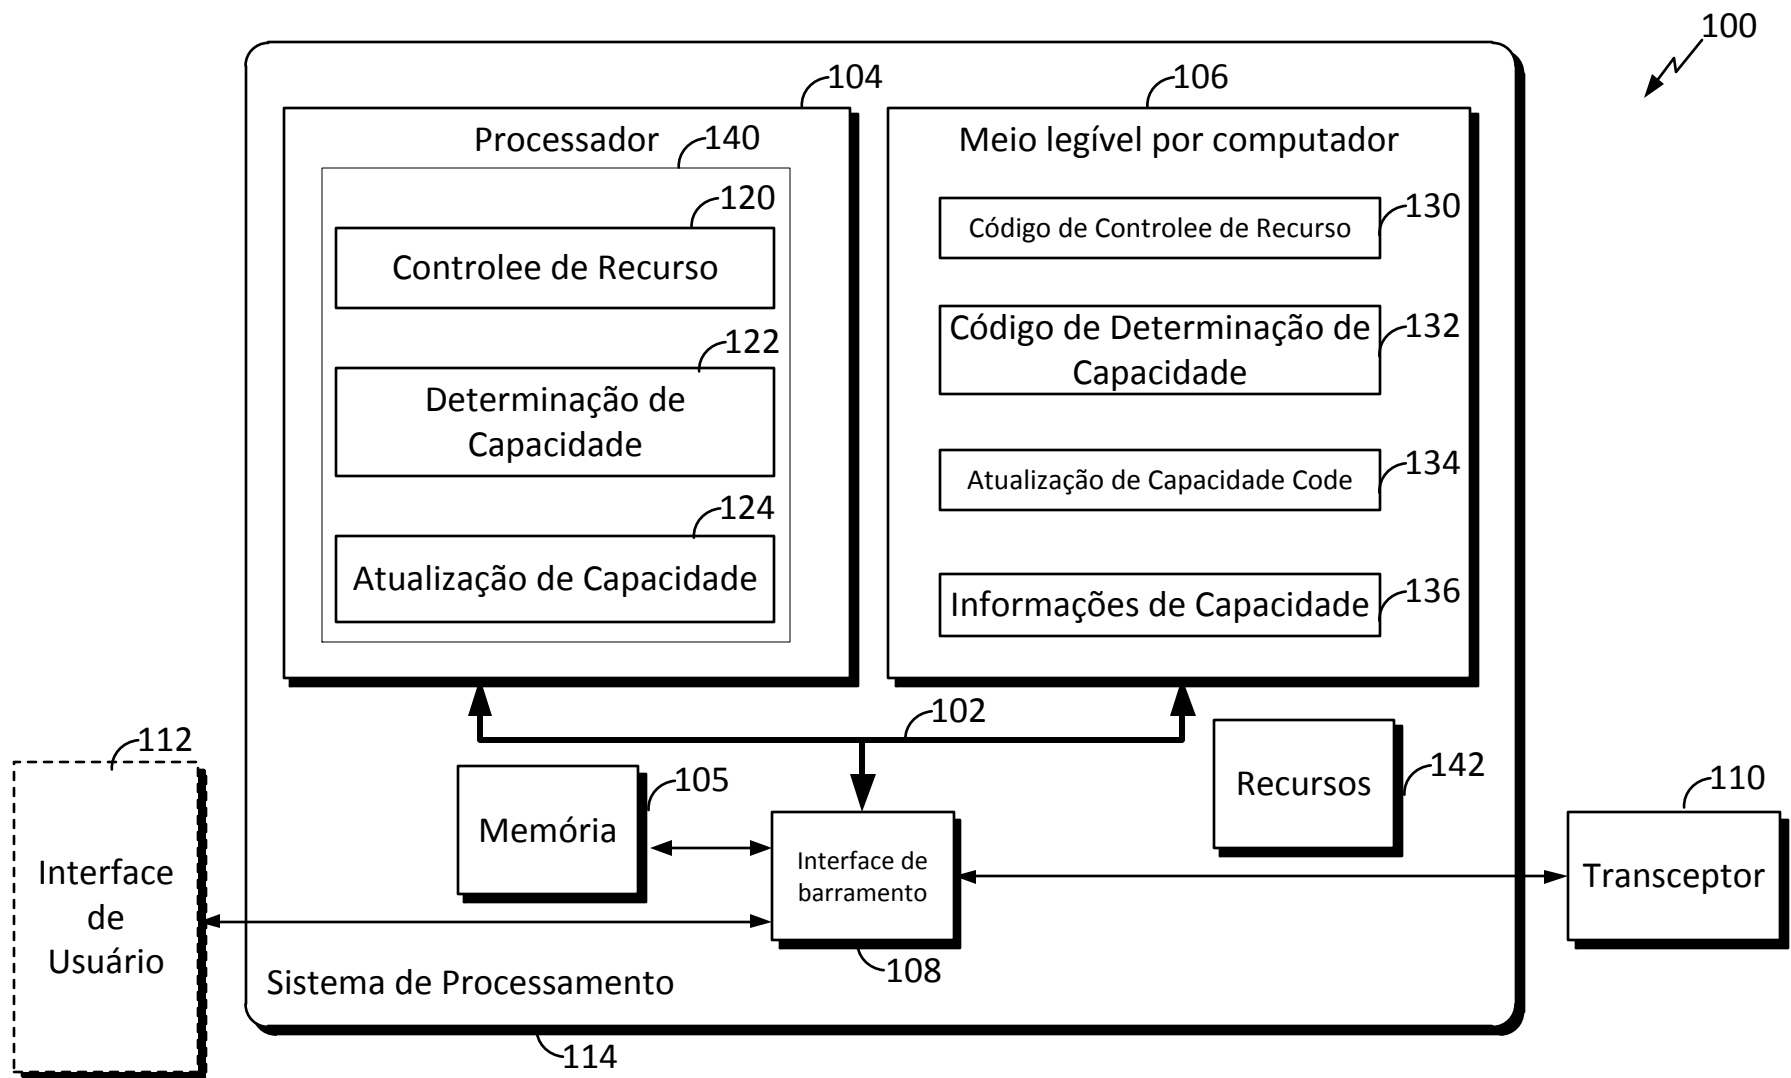 100
104
106
Processador
140
Meio legível por computador
120
Controlee de Recurso
130
Código de Controlee de Recurso
122
Determinação de
Capacidade
132
Código de Determinação de
Capacidade
124
Atualização de Capacidade
134
Atualização de Capacidade Code
136
Informações de Capacidade
102
112
Interface
de
Usuário
105
Memória
Interface de
barramento
108
Recursos
142
110
Transceptor
Sistema de Processamento
114